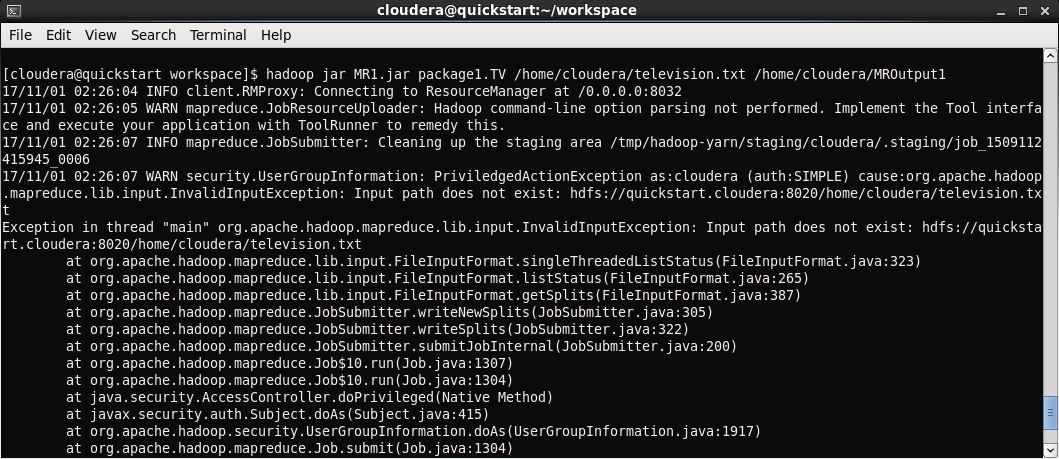 cloudera@quickstart:~/workspace
File Edit View Search Terminal Help
[cloudera@quickstart workspace]$ hadoop jar MR1.jar package1.TV /home/cloudera/television.txt /home/cloudera/MROutput1
17/11/01 02:26:04 INFO client.RMProxy: Connecting to ResourceManager at /0.0.0.0:8032
17/11/01 02:26:05 WARN mapreduce.JobResourceUploader: Hadoop command-line option parsing not performed. Implement the Tool interfa
ce and execute your application with ToolRunner to remedy this.
17/11/01 02:26:07 INFO mapreduce.JobSubmitter: Cleaning up the staging area /tmp/hadoop-yarn/staging/cloudera/.staging/job_1509112
415945_0006
17/11/01 02:26:07 WARN security.UserGroupInformation: PriviledgedActionException as:cloudera (auth:SIMPLE) cause:org.apache.hadoop
.mapreduce.lib.input.InvalidInputException: Input path does not exist: hdfs://quickstart.cloudera:8020/home/cloudera/television.tx
t
Exception in thread "main" org.apache.hadoop.mapreduce.lib.input.InvalidInputException: Input path does not exist: hdfs://quicksta
rt.cloudera:8020/home/cloudera/television.txt
at org.apache.hadoop.mapreduce.lib.input.FileInputFormat.singleThreadedListStatus(FileInputFormat.java:323)
at org.apache.hadoop.mapreduce.lib.input.FileInputFormat.listStatus(FileInputFormat.java:265)
at org.apache.hadoop.mapreduce.lib.input.FileInputFormat.getSplits(FileInputFormat.java:387)
at org.apache.hadoop.mapreduce.JobSubmitter.writeNewSplits(JobSubmitter.java:305)
at org.apache.hadoop.mapreduce.JobSubmitter.writeSplits(JobSubmitter.java:322)
at org.apache.hadoop.mapreduce.JobSubmitter.submitJobInternal(JobSubmitter.java:200)
at org.apache.hadoop.mapreduce.Job$10.run(Job.java:1307)
at org.apache.hadoop.mapreduce.Job$10.run(Job.java:1304)
at java.security.AccessController.doPrivileged(Native Method)
at javax.security.auth.Subject.doAs(Subject.java:415)
at org.apache.hadoop.security.UserGroupInformation.doAs(UserGroupInformation.java:1917)
at org.apache.hadoop.mapreduce.Job.submit(Job.java:1304)